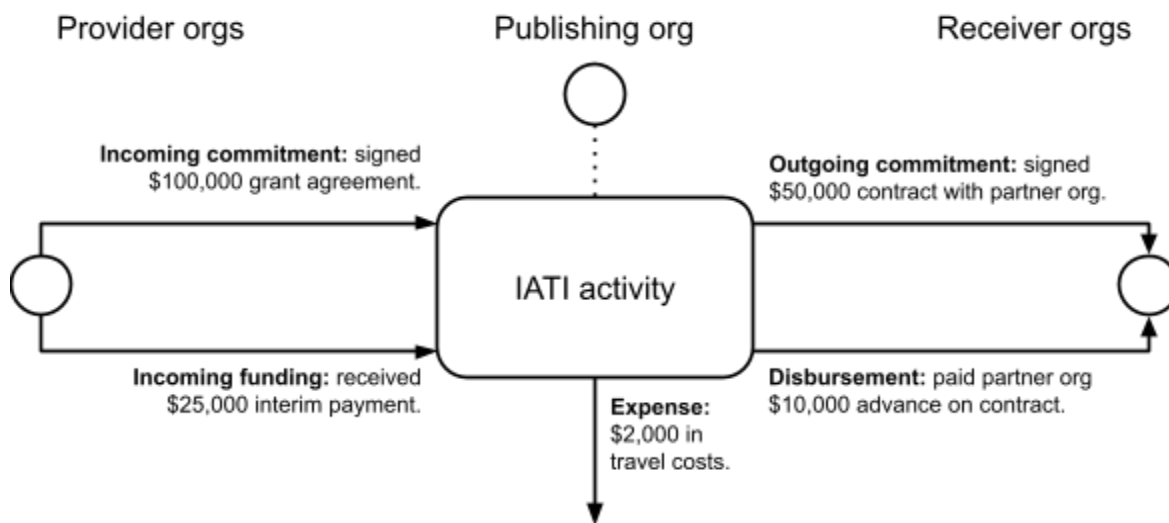 Provider orgs
Publishing org
Receiver orgs
Incoming commitment: signed
$100,000 grant agreement.
Outgoing commitment: signed
$50,000 contract with partner org.
IATI activity
Incoming funding: received
$25,000 interim payment.
Expense:
$2,000 in
travel costs.
Disbursement: paid partner org
$10,000 advance on contract.